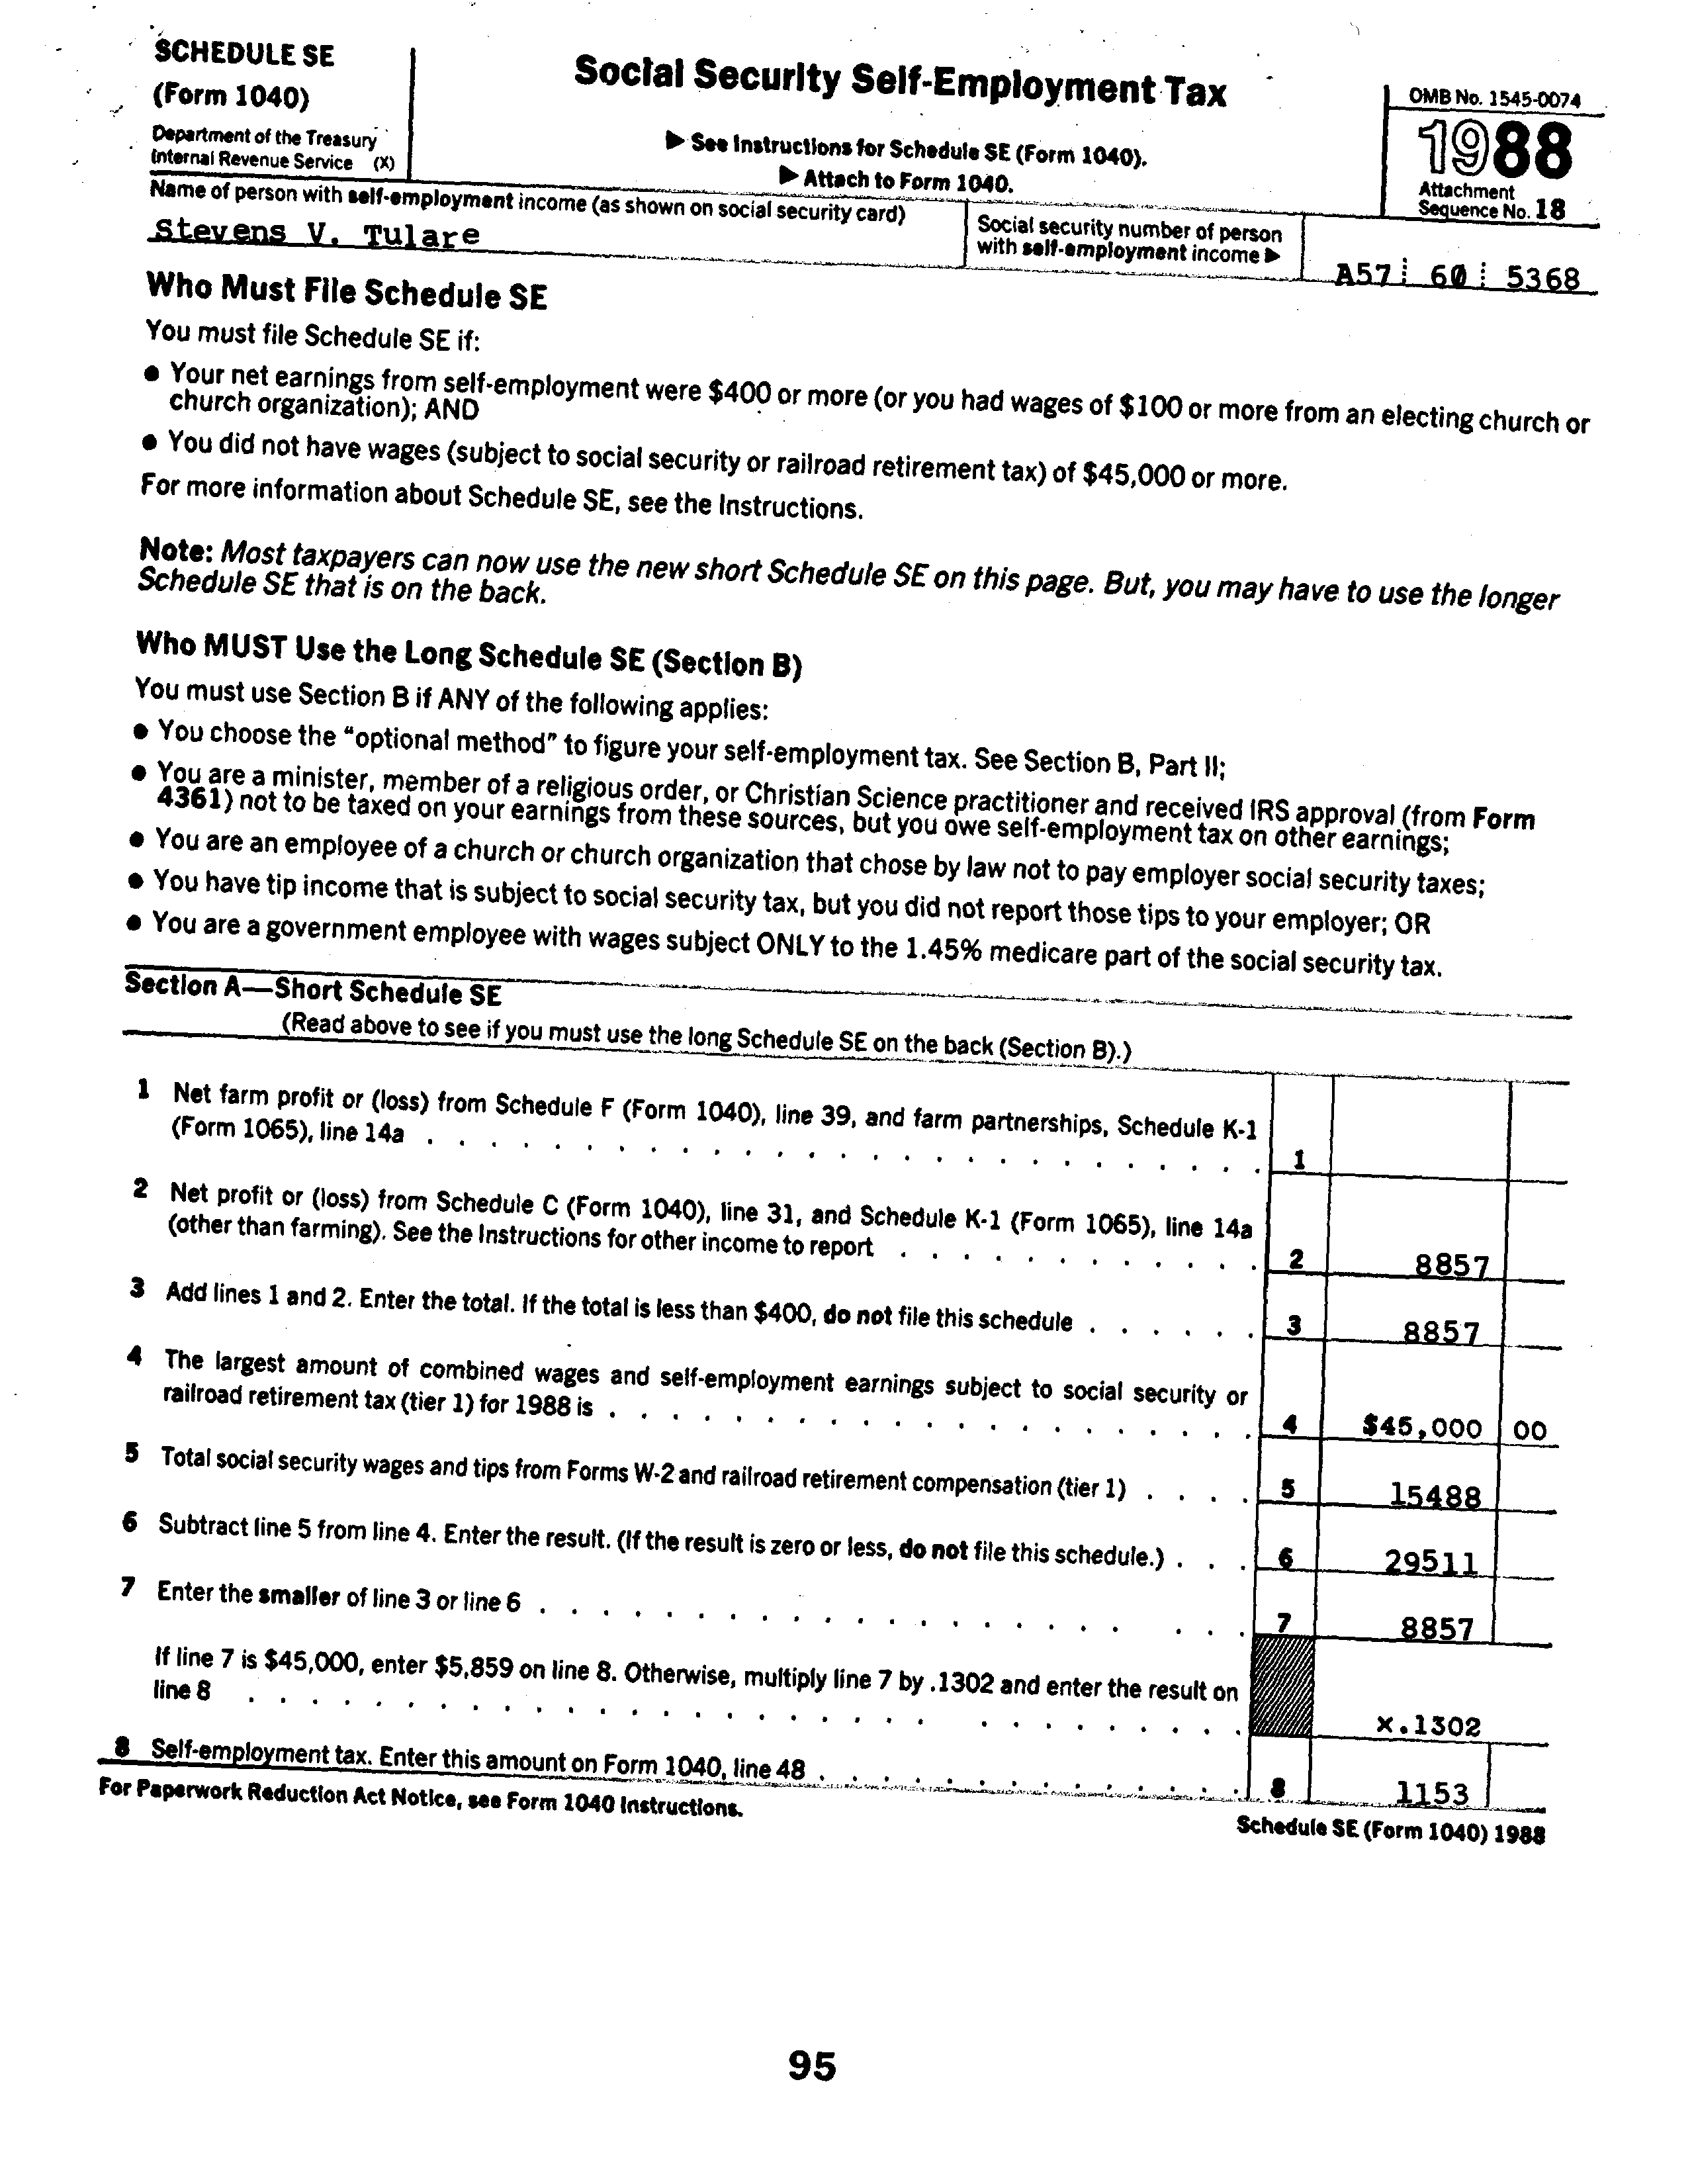 SCHEDULE SE
(Form 1040)
Department of the Treasury
Internal Revenue Service (X)
Social Security Self-Employment Tax
▶ See Instructions for Schedule SE (Form 1040).
▶ Attach to Form 1040.
OMB No. 1545-0074
1988
Attachment
Sequence No. 18
Name of person with self-employment income (as shown on social security card)
Stevens V. Tulare
Social security number of person
with self-employment income ▶
A57 60 5368
Who Must File Schedule SE
You must file Schedule SE if:
● Your net earnings from self-employment were $400 or more (or you had wages of $100 or more from an electing church or
church organization); AND
● You did not have wages (subject to social security or railroad retirement tax) of $45,000 or more.
For more information about Schedule SE, see the Instructions.
Note: Most taxpayers can now use the new short Schedule SE on this page. But, you may have to use the longer
Schedule SE that is on the back.
Who MUST Use the Long Schedule SE (Section B)
You must use Section B if ANY of the following applies:
● You choose the "optional method" to figure your self-employment tax. See Section B, Part II;
● You are a minister, member of a religious order, or Christian Science practitioner and received IRS approval (from Form
4361) not to be taxed on your earnings from these sources, but you owe self-employment tax on other earnings;
● You are an employee of a church or church organization that chose by law not to pay employer social security taxes;
● You have tip income that is subject to social security tax, but you did not report those tips to your employer; OR
● You are a government employee with wages subject ONLY to the 1.45% medicare part of the social security tax.
Section A—Short Schedule SE
(Read above to see if you must use the long Schedule SE on the back (Section B).)
1 Net farm profit or (loss) from Schedule F (Form 1040), line 39, and farm partnerships, Schedule K-1
(Form 1065), line 14a . . . . . . . . . . . . . . . . . . . . . . . . . . . 1
2 Net profit or (loss) from Schedule C (Form 1040), line 31, and Schedule K-1 (Form 1065), line 14a
(other than farming). See the Instructions for other income to report . . . . . . . . . . . . 2 8857
3 Add lines 1 and 2. Enter the total. If the total is less than $400, do not file this schedule . . . . . . 3 8857
4 The largest amount of combined wages and self-employment earnings subject to social security or
railroad retirement tax (tier 1) for 1988 is . . . . . . . . . . . . . . . . . . . . . 4 $45,000 00
5 Total social security wages and tips from Forms W-2 and railroad retirement compensation (tier 1) . . . . 5 15488
6 Subtract line 5 from line 4. Enter the result. (If the result is zero or less, do not file this schedule.) . . . 6 29511
7 Enter the smaller of line 3 or line 6 . . . . . . . . . . . . . . . . . . . . . . 7 8857
If line 7 is $45,000, enter $5,859 on line 8. Otherwise, multiply line 7 by .1302 and enter the result on
line 8 . . . . . . . . . . . . . . . . . . . . . . . . . . . . . . . x.1302
8 Self-employment tax. Enter this amount on Form 1040, line 48 . . . . . . . . . . . . . . 8 1153
For Paperwork Reduction Act Notice, see Form 1040 Instructions.
Schedule SE (Form 1040) 1988
95